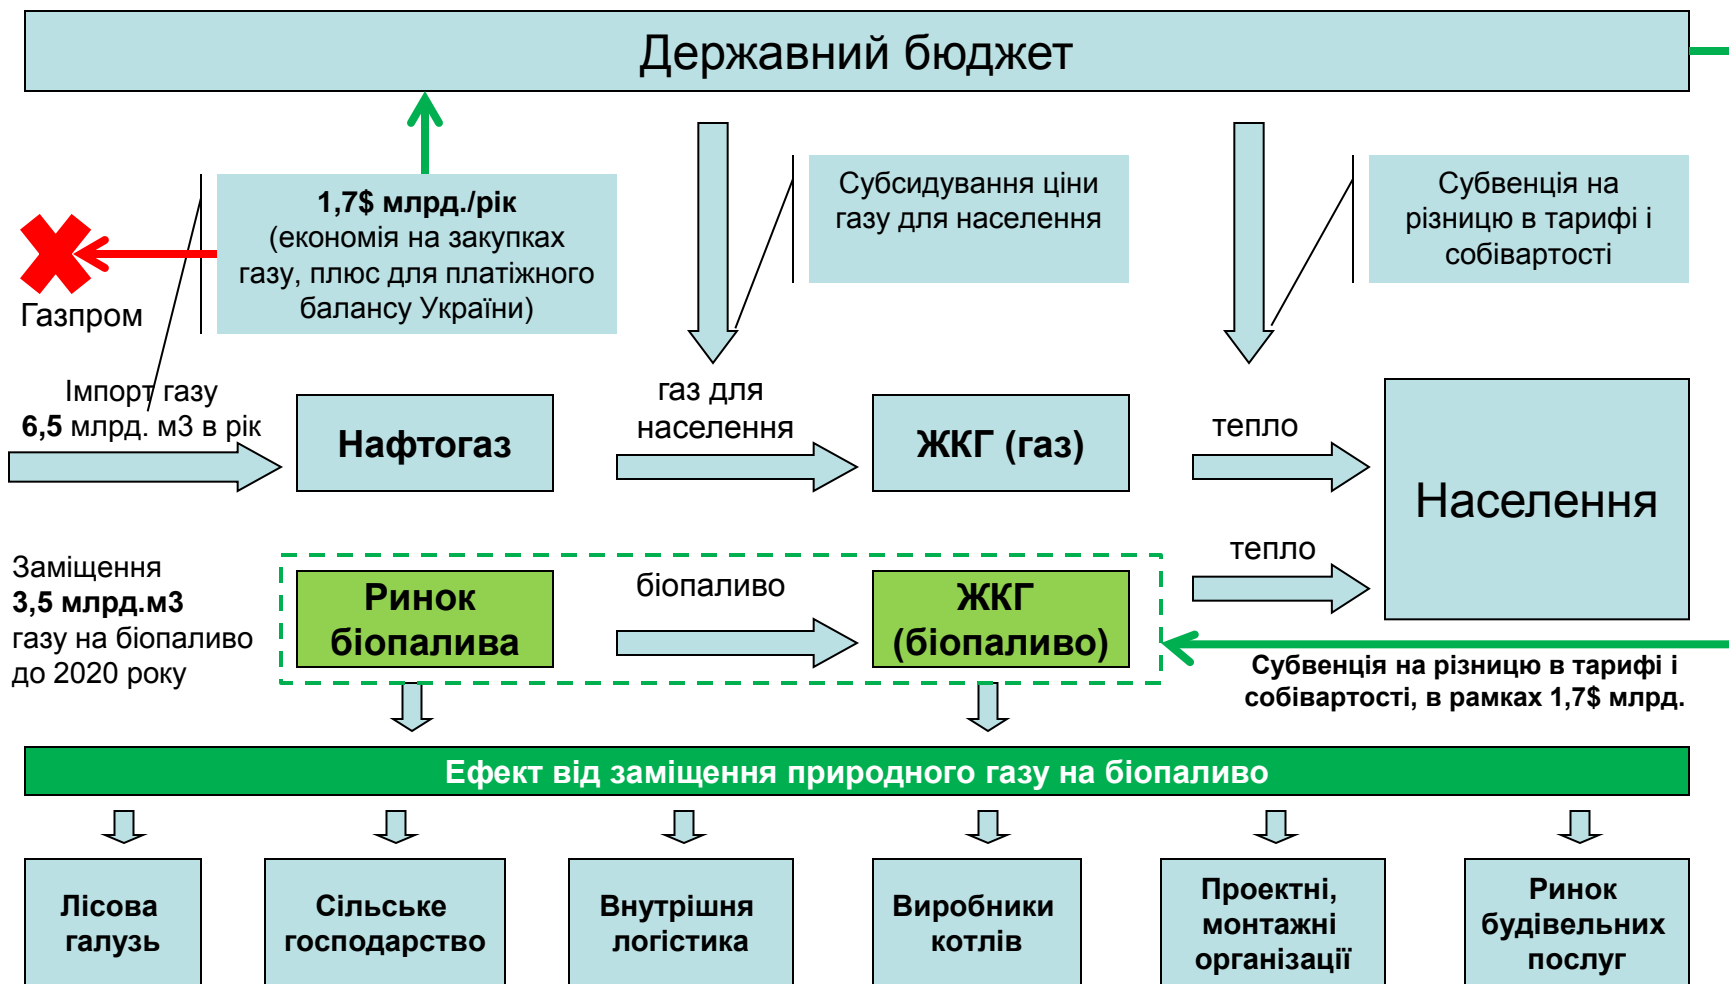 Державний бюджет
1,7$ млрд./рік
(економія на закупках
газу, плюс для платіжного
балансу України)
Субсидування ціни
газу для населення
Субвенція на
різницю в тарифі і
собівартості
Газпром
Імпорт газу
6,5 млрд. м3 в рік
Нафтогаз
газ для
населення
ЖКГ (газ)
тепло
Населення
Заміщення
3,5 млрд.м3
газу на біопаливо
до 2020 року
Ринок
біопалива
біопаливо
ЖКГ
(біопаливо)
тепло
Субвенція на різницю в тарифі і
собівартості, в рамках 1,7$ млрд.
Ефект від заміщення природного газу на біопаливо
Лісова
галузь
Сільське
господарство
Внутрішня
логістика
Виробники
котлів
Проектні,
монтажні
організації
Ринок
будівельних
послуг